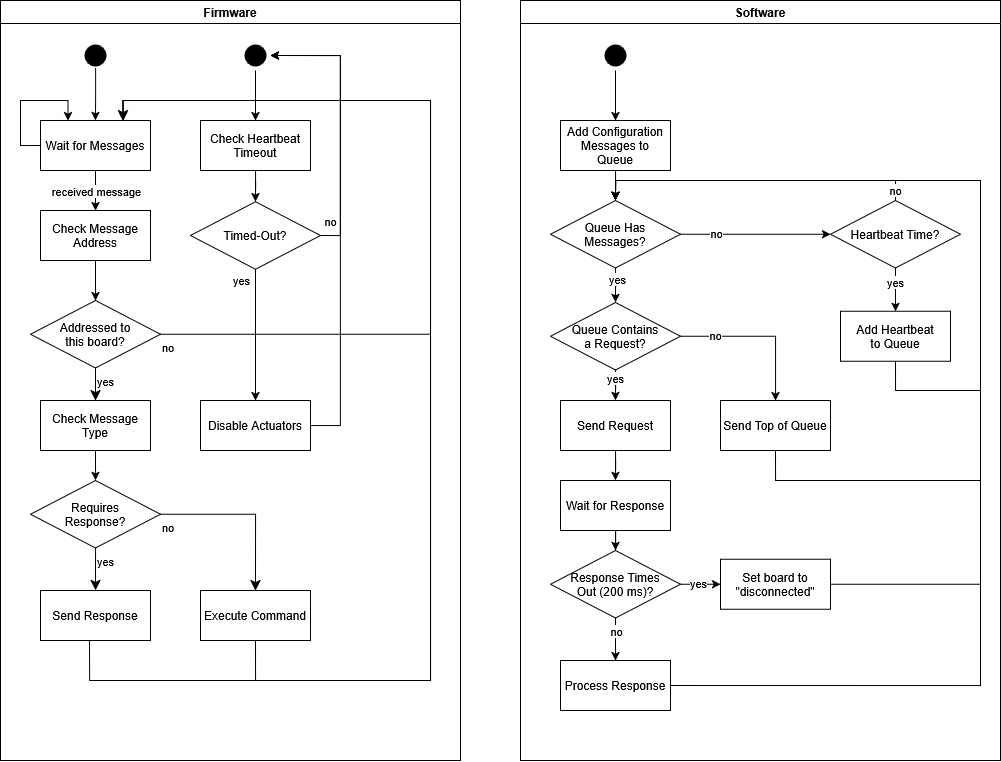 Firmware
Wait for Messages
received message
Check Message
Address
Addressed to
this board?
no
yes
Check Message
Type
Requires
Response?
no
yes
Send Response
Execute Command
Check Heartbeat
Timeout
Timed-Out?
no
yes
Disable Actuators
Software
Add Configuration
Messages to
Queue
Queue Has
Messages?
no
Heartbeat Time?
no
yes
Add Heartbeat
to Queue
yes
Queue Contains
a Request?
no
Send Top of Queue
yes
Send Request
Wait for Response
Response Times
Out (200 ms)?
yes
Set board to
"disconnected"
no
Process Response